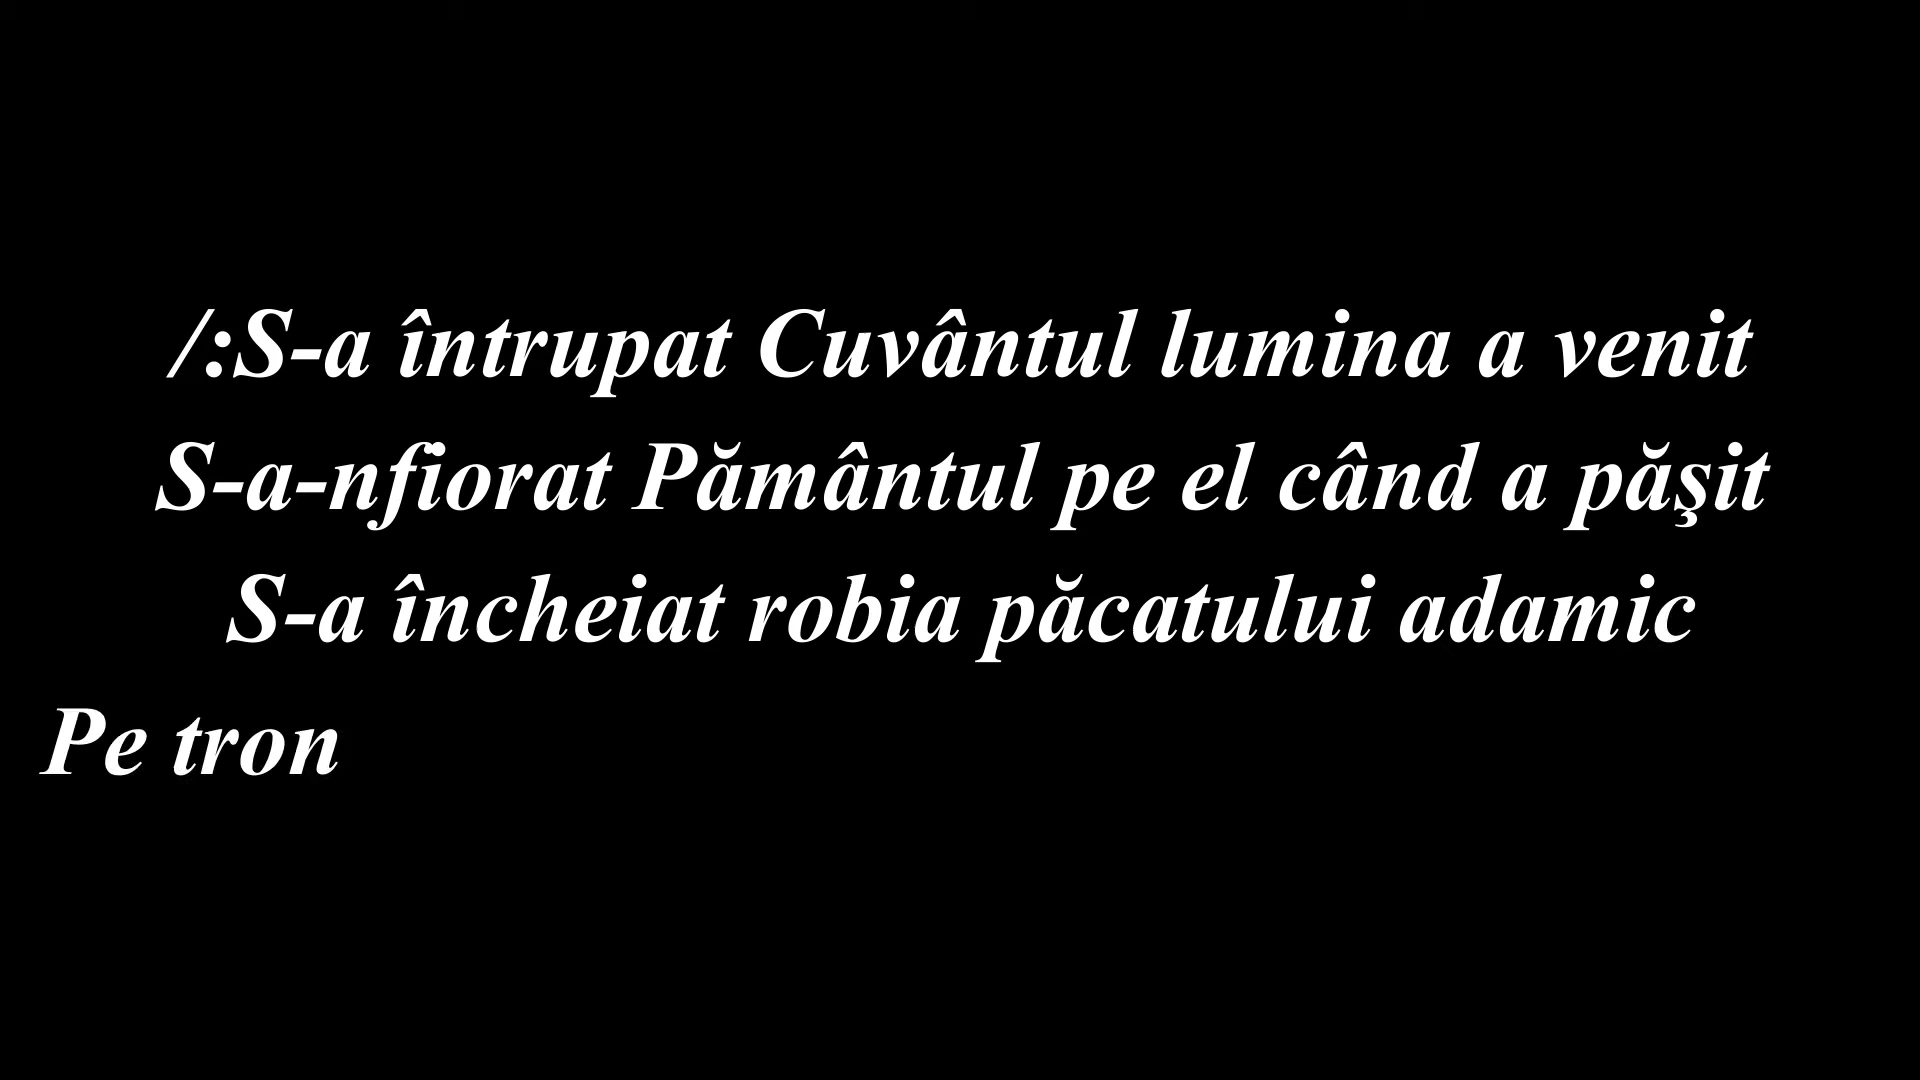 /:S-a întrupat Cuvântul lumina a venit
S-a-nfiorat Pământul pe el când a păşit
S-a încheiat robia păcatului adamic
Pe tron